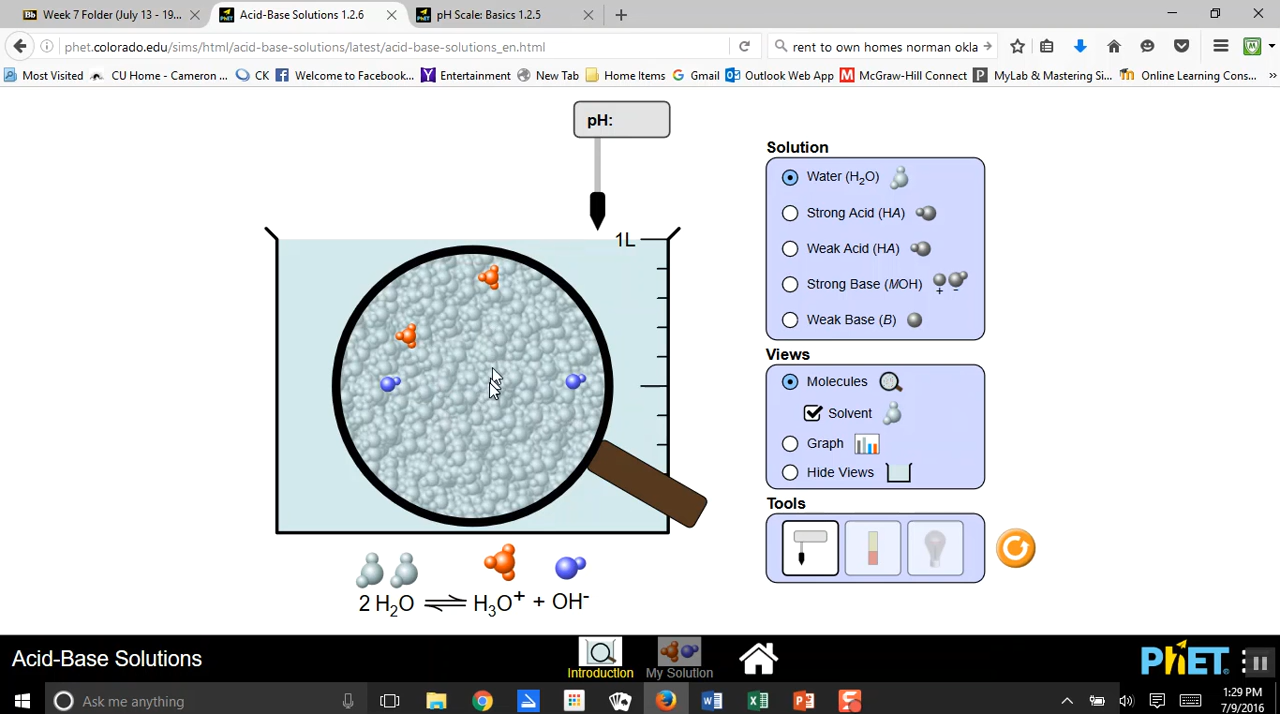 Bb Week 7 Folder (July 13 - 19... Acid-Base Solutions 1.2.6 pH Scale: Basics 1.2.5
phet.colorado.edu/sims/html/acid-base-solutions/latest/acid-base-solutions_en.html rent to own homes norman okla
Most Visited CU Home - Cameron ... CK Welcome to Facebook... Entertainment New Tab Home Items Gmail Outlook Web App McGraw-Hill Connect MyLab & Mastering Si... Online Learning Cons...
pH:
1L
Solution
Water (H₂O)
Strong Acid (HA)
Weak Acid (HA)
Strong Base (MOH)
+ -
Weak Base (B)
Views
Molecules
Solvent
Graph
Hide Views
Tools
2 H₂O ⇌ H₃O⁺ + OH⁻
Acid-Base Solutions
Introduction
My Solution
PhET
Ask me anything
1:29 PM
7/9/2016